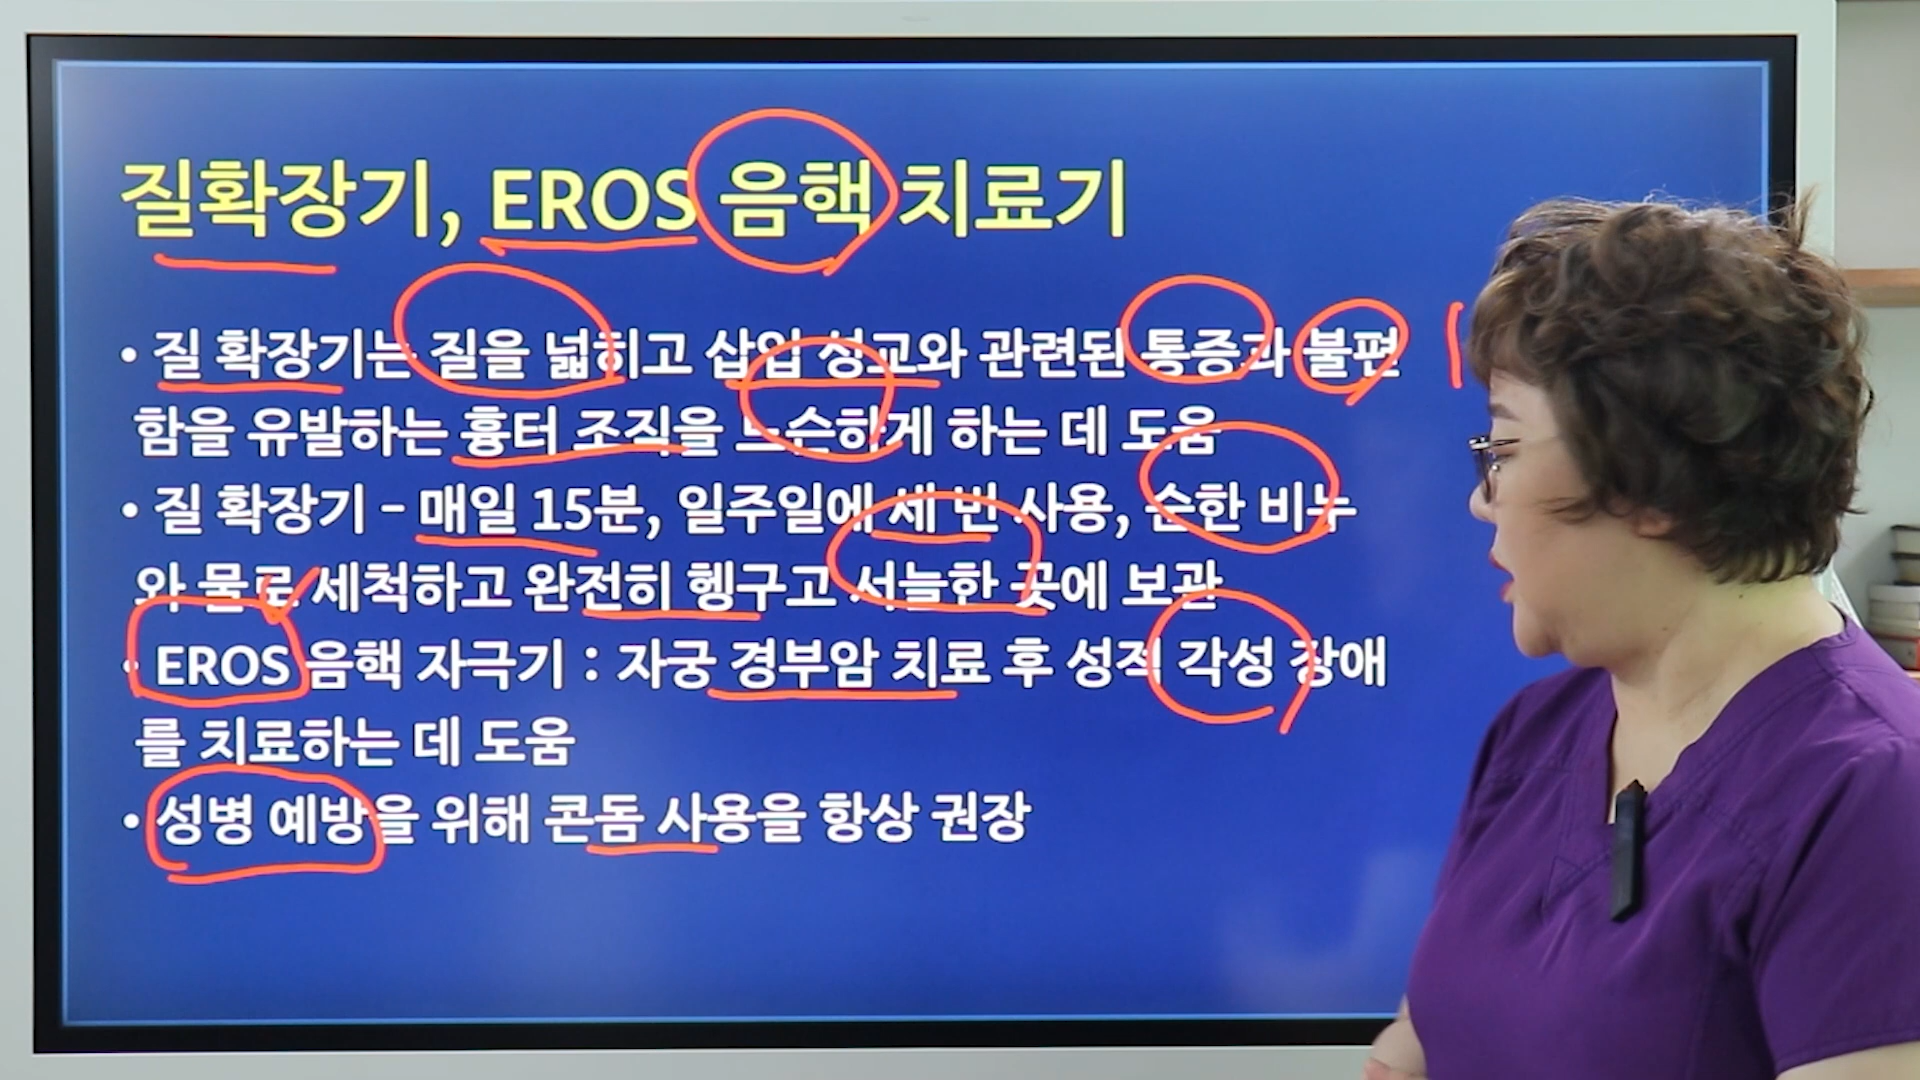 질확장기, EROS 음핵 치료기
• 질 확장기는 질을 넓히고 삽입 성교와 관련된 통증과 불편
함을 유발하는 흉터 조직을 느슨하게 하는 데 도움
• 질 확장기 - 매일 15분, 일주일에 세 번 사용, 순한 비누
와 물로 세척하고 완전히 헹구고 서늘한 곳에 보관
• EROS 음핵 자극기 : 자궁 경부암 치료 후 성적 각성 장애
를 치료하는 데 도움
• 성병 예방을 위해 콘돔 사용을 항상 권장